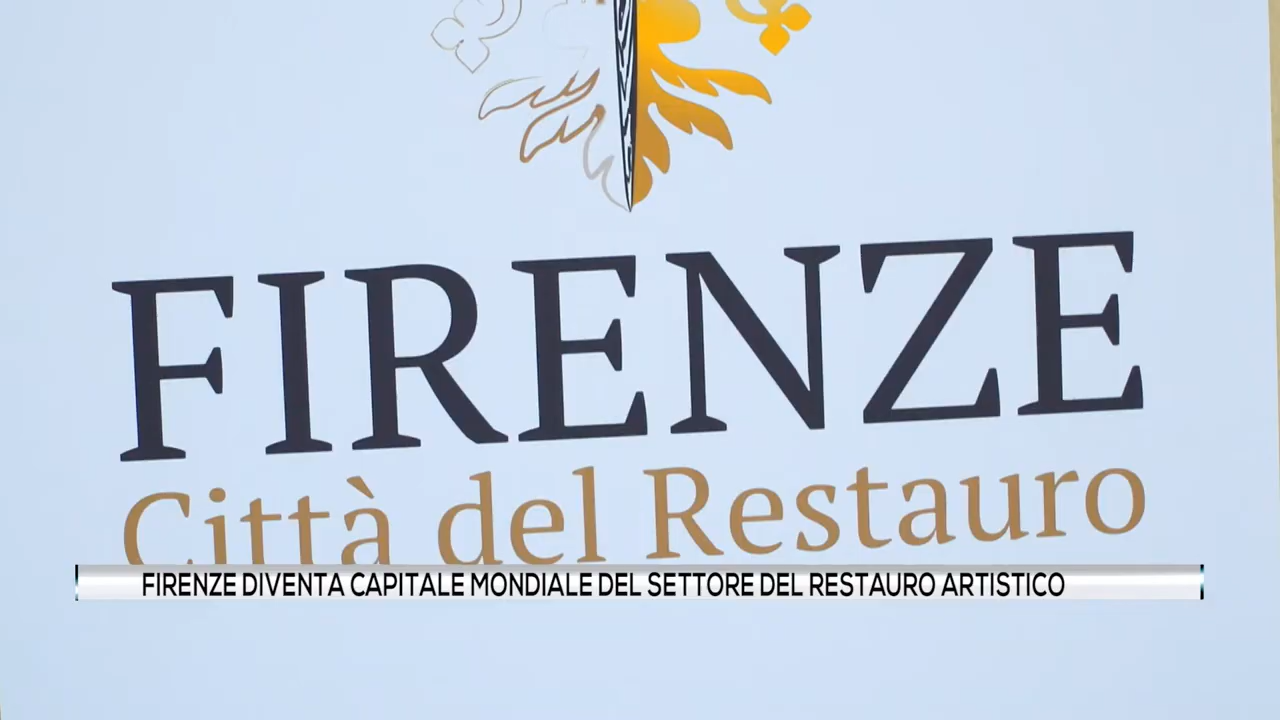 FIRENZE
Città del Restauro
FIRENZE DIVENTA CAPITALE MONDIALE DEL SETTORE DEL RESTAURO ARTISTICO